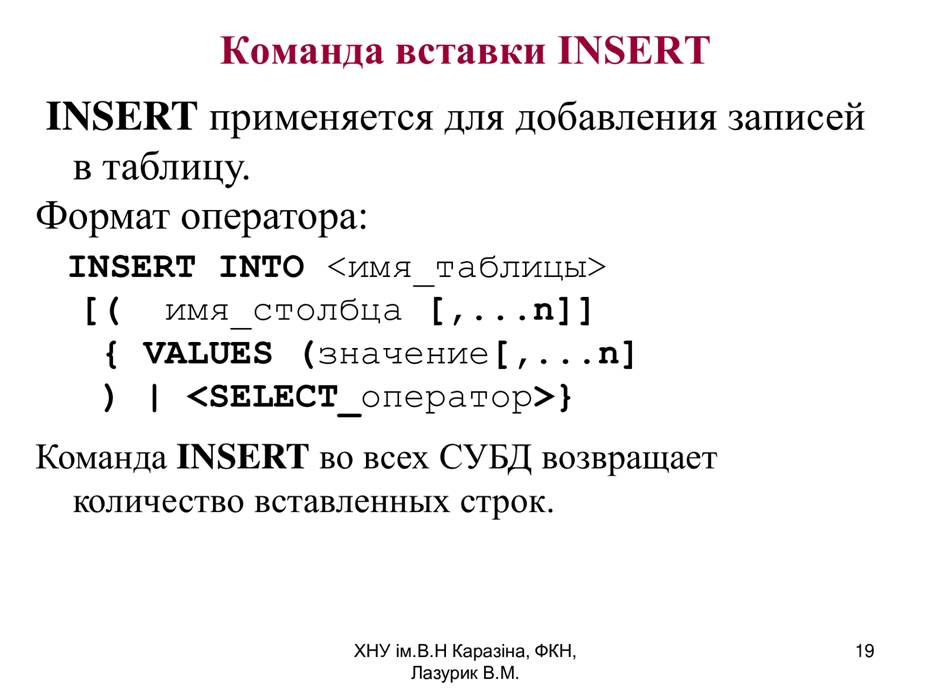 Команда вставки INSERT
INSERT применяется для добавления записей
в таблицу.
Формат оператора:
INSERT INTO <имя_таблицы>
[( имя_столбца [,...n]]
{ VALUES (значение[,...n]
) | <SELECT_оператор>}
Команда INSERT во всех СУБД возвращает
количество вставленных строк.
ХНУ ім.В.Н Каразіна, ФКН,
Лазурик В.М.
19